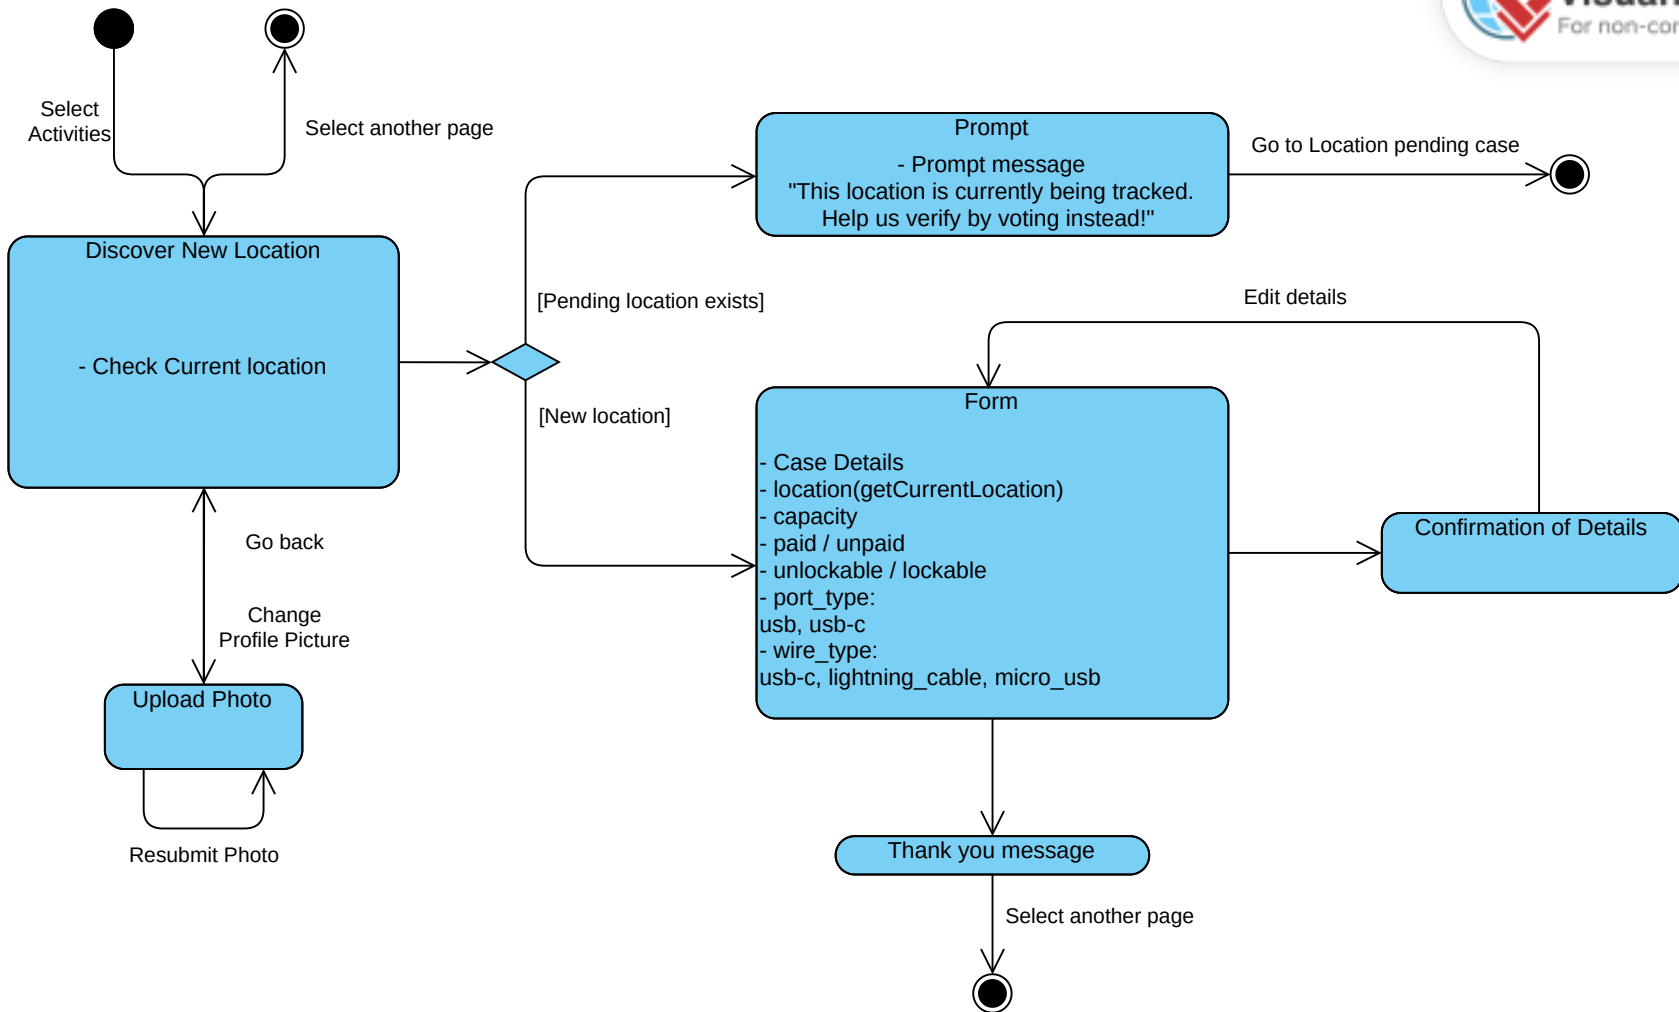 For non-cor
Select
Activities
Select another page
Prompt
- Prompt message
"This location is currently being tracked.
Help us verify by voting instead!"
Go to Location pending case
Discover New Location
- Check Current location
[Pending location exists]
[New location]
Edit details
Form
- Case Details
- location(getCurrentLocation)
- capacity
- paid / unpaid
- unlockable / lockable
- port_type:
usb, usb-c
- wire_type:
usb-c, lightning_cable, micro_usb
Confirmation of Details
Go back
Change
Profile Picture
Upload Photo
Resubmit Photo
Thank you message
Select another page